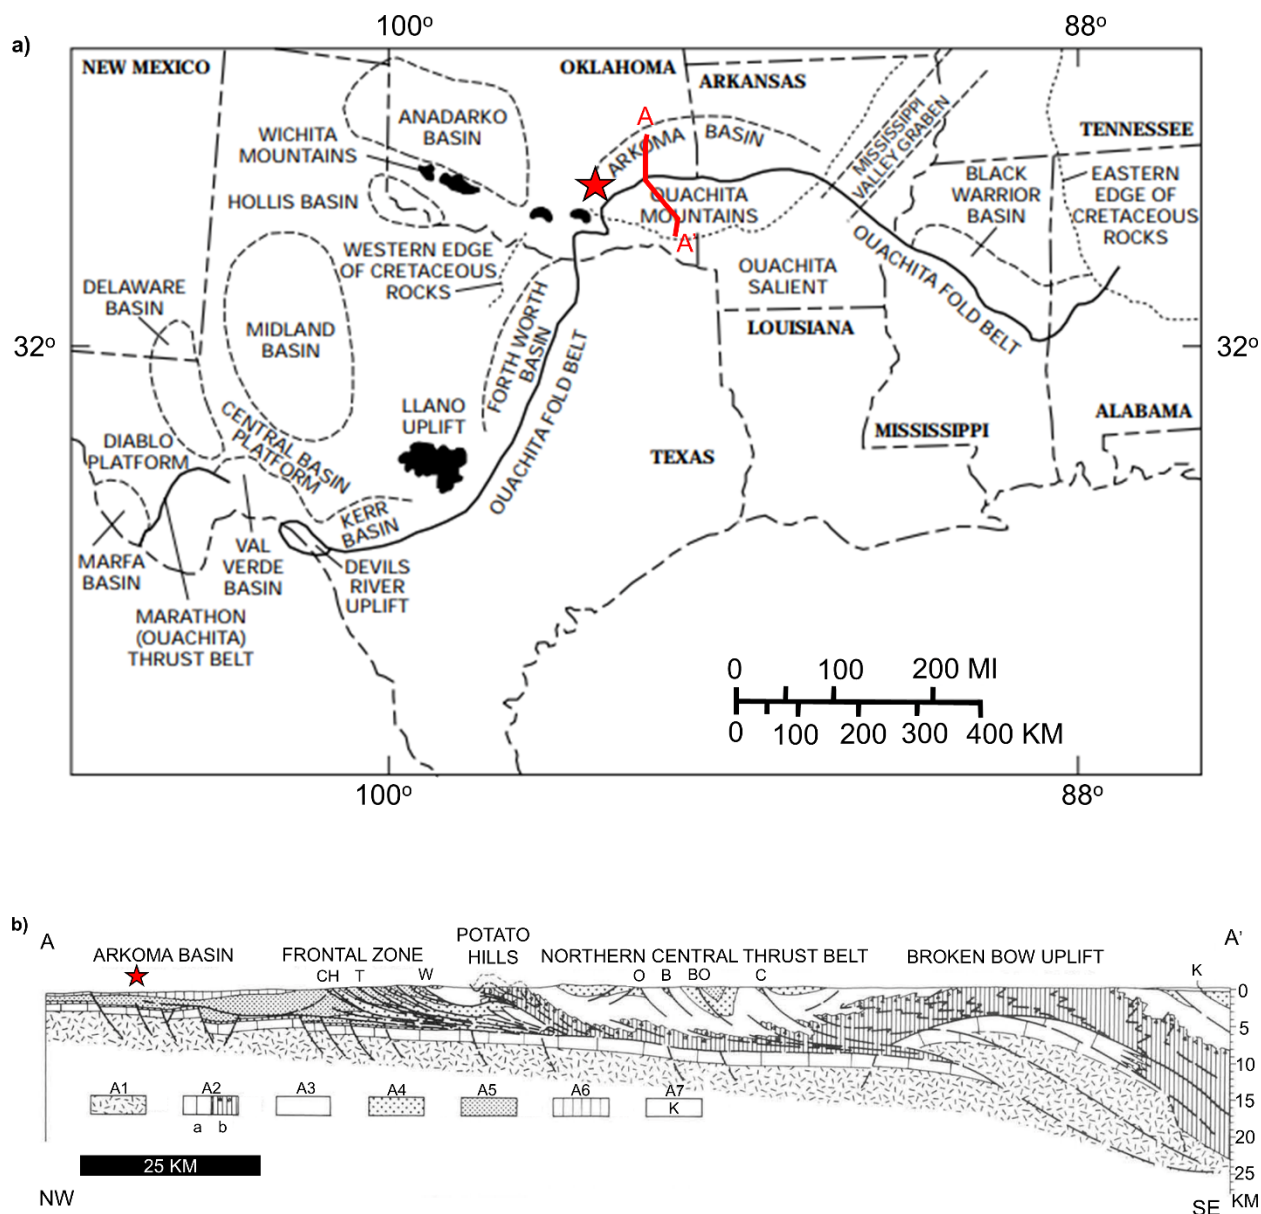 a)
100°
88°
NEW MEXICO
OKLAHOMA
ARKANSAS
TENNESSEE
ANADARKO
BASIN
WICHITA
MOUNTAINS
HOLLIS BASIN
A
ARKOMA BASIN
OUACHITA
MOUNTAINS
A'
MISSISSIPPI
VALLEY GRABEN
BLACK
WARRIOR
BASIN
EASTERN
EDGE OF
CRETACEOUS
ROCKS
WESTERN EDGE
OF CRETACEOUS
ROCKS
OUACHITA
SALIENT
OUACHITA FOLD BELT
DELAWARE
BASIN
MIDLAND
BASIN
FORTH WORTH
BASIN
OUACHITA FOLD BELT
LOUISIANA
32°
32°
LLANO
UPLIFT
CENTRAL BASIN
PLATFORM
DIABLO
PLATFORM
TEXAS
MISSISSIPPI
ALABAMA
KERR
BASIN
MARFA
BASIN
VAL
VERDE
BASIN
DEVILS
RIVER
UPLIFT
MARATHON
(OUACHITA)
THRUST BELT
0 100 200 MI
0 100 200 300 400 KM
100°
88°
b)
A
A'
ARKOMA BASIN
FRONTAL ZONE
POTATO
HILLS
NORTHERN CENTRAL THRUST BELT
BROKEN BOW UPLIFT
CH T W O B BO C K
0
5
10
15
20
25
KM
A1 A2 A3 A4 A5 A6 A7
K
a b
25 KM
NW
SE